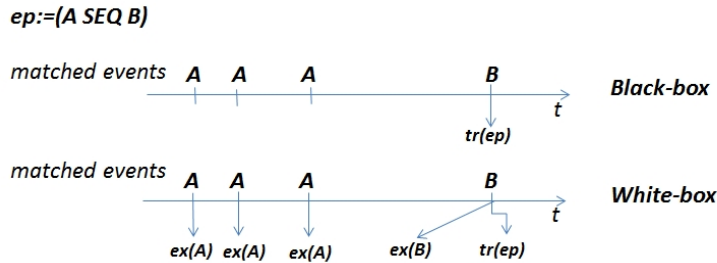 ep:=(A SEQ B)
matched events A A A B Black-box
t
tr(ep)
matched events A A A B White-box
t
ex(A) ex(A) ex(A) ex(B) tr(ep)